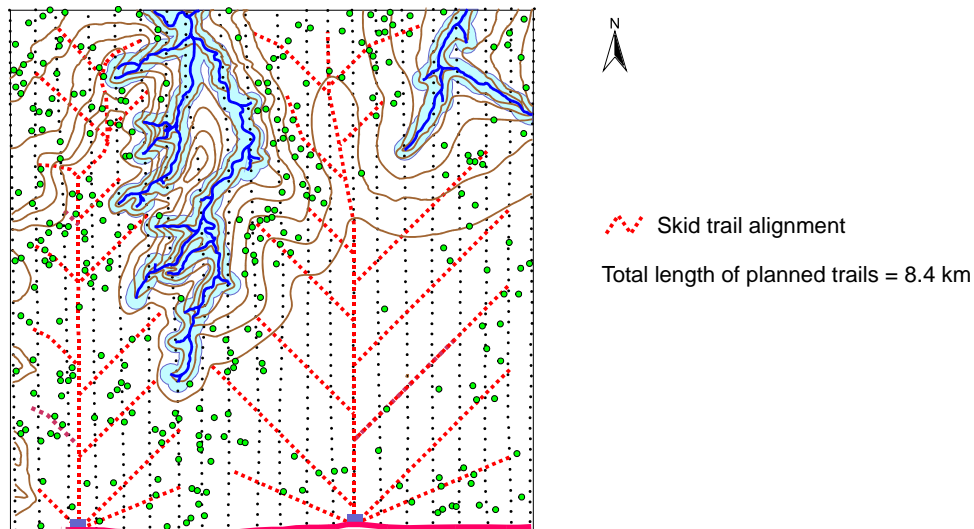 N
Skid trail alignment
Total length of planned trails = 8.4 km